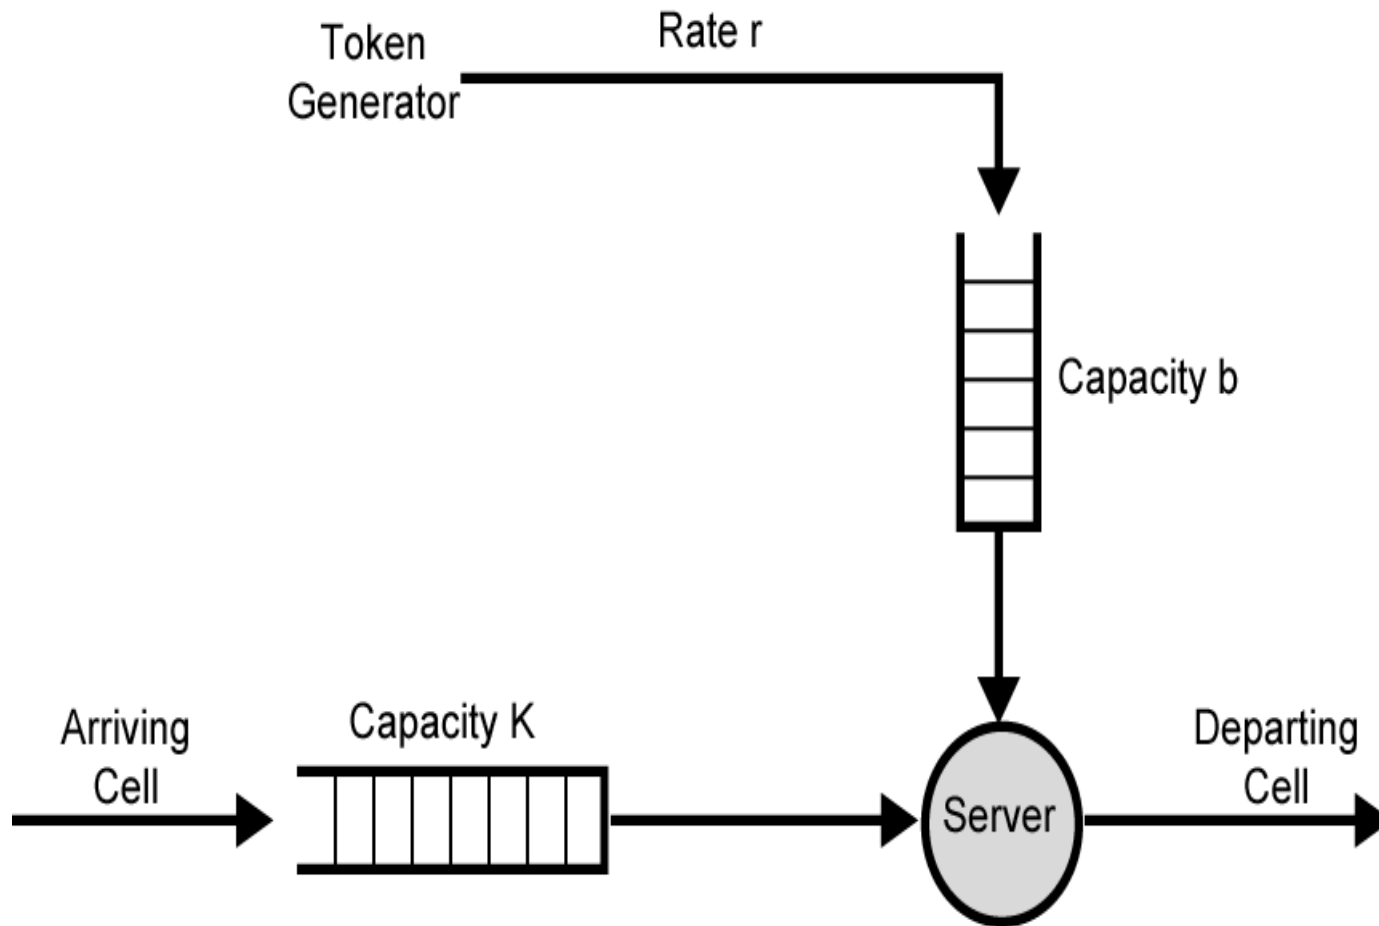 Token
Generator
Rate r
Capacity b
Arriving
Cell
Capacity K
Server
Departing
Cell